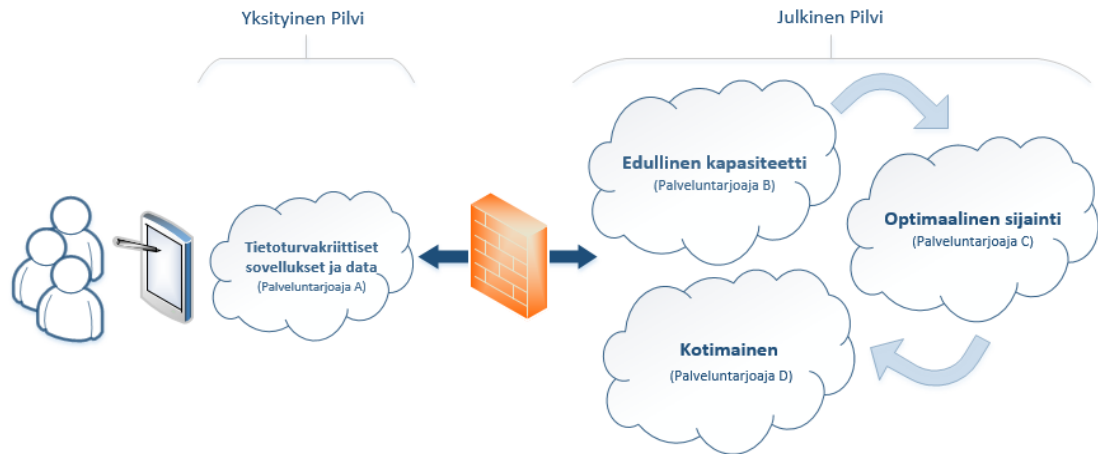 Yksityinen Pilvi
Julkinen Pilvi
Tietoturvakriittiset
sovellukset ja data
(Palveluntarjoaja A)
Edullinen kapasiteetti
(Palveluntarjoaja B)
Optimaalinen sijainti
(Palveluntarjoaja C)
Kotimainen
(Palveluntarjoaja D)